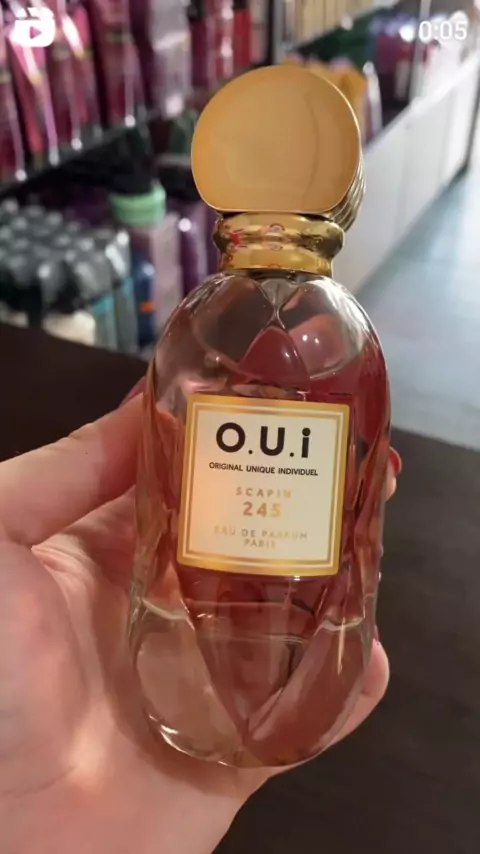 0:05
O.U.i
ORIGINAL UNIQUE INDIVIDUEL
SCAPIN
245
EAU DE PARFUM
PARIS